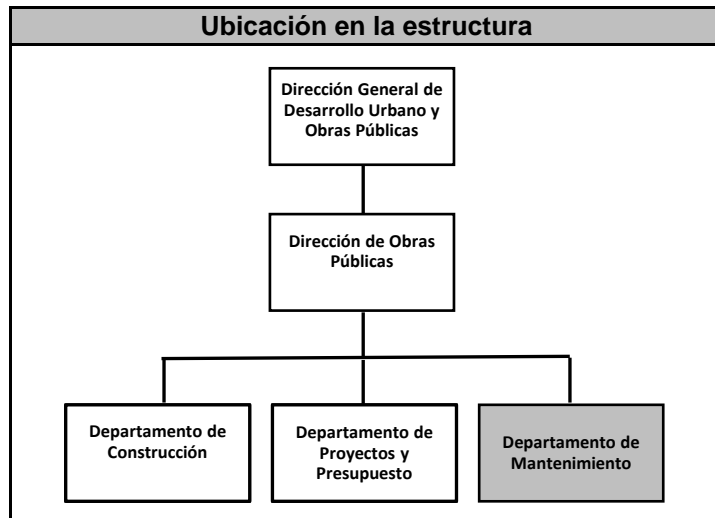 Ubicación en la estructura
Dirección General de
Desarrollo Urbano y
Obras Públicas
Dirección de Obras
Públicas
Departamento de
Construcción
Departamento de
Proyectos y
Presupuesto
Departamento de
Mantenimiento